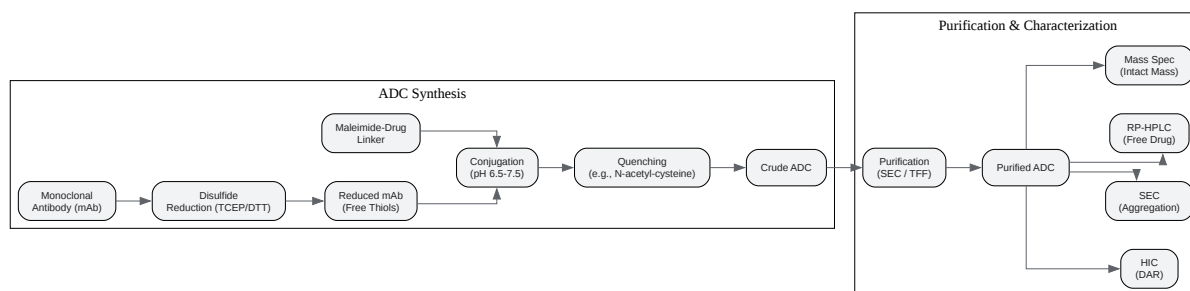 ADC Synthesis
Monoclonal
Antibody (mAb)
Disulfide
Reduction (TCEP/DTT)
Reduced mAb
(Free Thiols)
Maleimide-Drug
Linker
Conjugation
(pH 6.5-7.5)
Quenching
(e.g., N-acetyl-cysteine)
Crude ADC
Purification & Characterization
Purification
(SEC / TFF)
Purified ADC
Mass Spec
(Intact Mass)
RP-HPLC
(Free Drug)
SEC
(Aggregation)
HIC
(DAR)